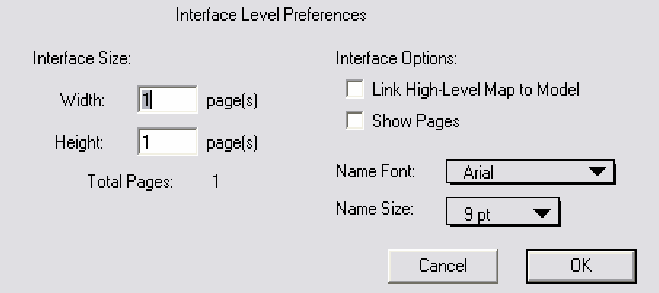 Interface Level Preferences
Interface Size:
Width: 1 page(s)
Height: 1 page(s)
Total Pages: 1
Interface Options:
Link High-Level Map to Model
Show Pages
Name Font: Arial
Name Size: 9 pt
Cancel OK